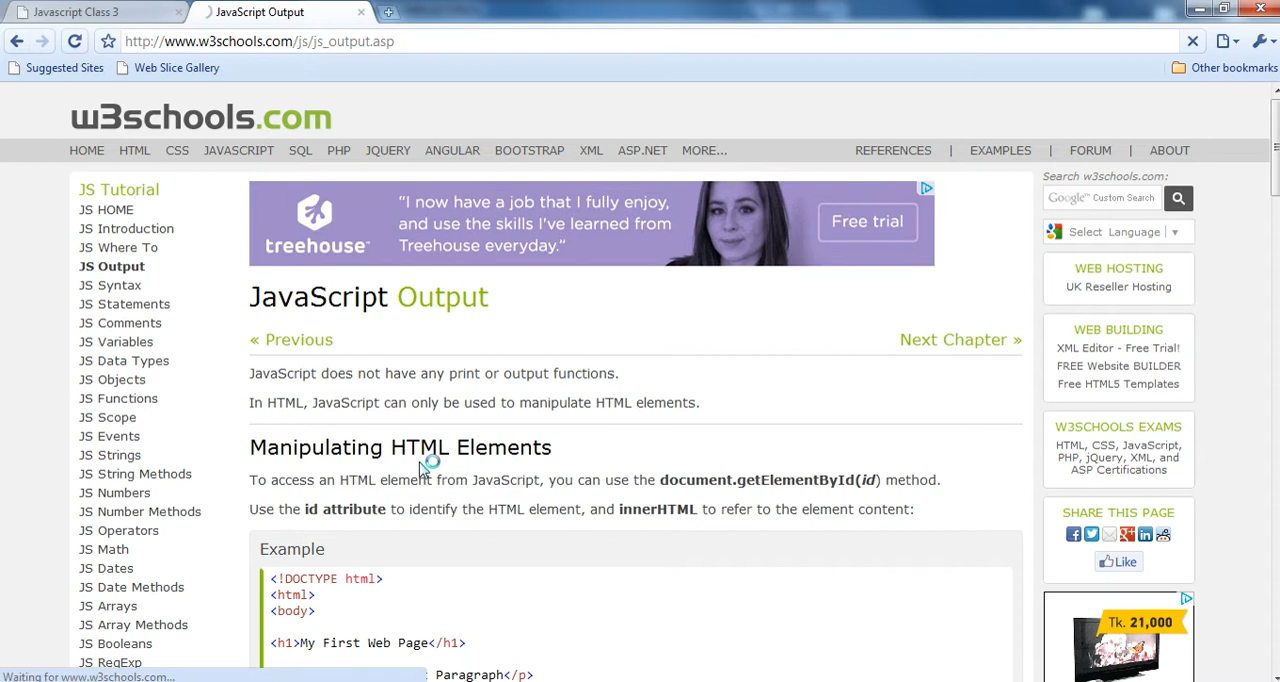 Javascript Class 3
JavaScript Output
http://www.w3schools.com/js/js_output.asp
Suggested Sites
Web Slice Gallery
Other bookmarks
w3schools.com
HOME HTML CSS JAVASCRIPT SQL PHP JQUERY ANGULAR BOOTSTRAP XML ASP.NET MORE...
REFERENCES | EXAMPLES | FORUM | ABOUT
JS Tutorial
JS HOME
JS Introduction
JS Where To
JS Output
JS Syntax
JS Statements
JS Comments
JS Variables
JS Data Types
JS Objects
JS Functions
JS Scope
JS Events
JS Strings
JS String Methods
JS Numbers
JS Number Methods
JS Operators
JS Math
JS Dates
JS Date Methods
JS Arrays
JS Array Methods
JS Booleans
JS RegExp
treehouse™
“I now have a job that I fully enjoy,
and use the skills I’ve learned from
Treehouse everyday.”
Free trial
JavaScript Output
« Previous
Next Chapter »
JavaScript does not have any print or output functions.
In HTML, JavaScript can only be used to manipulate HTML elements.
Manipulating HTML Elements
To access an HTML element from JavaScript, you can use the document.getElementById(id) method.
Use the id attribute to identify the HTML element, and innerHTML to refer to the element content:
Example
<!DOCTYPE html>
<html>
<body>
<h1>My First Web Page</h1>
Paragraph</p>
Search w3schools.com:
Google™ Custom Search
Select Language | ▼
WEB HOSTING
UK Reseller Hosting
WEB BUILDING
XML Editor - Free Trial!
FREE Website BUILDER
Free HTML5 Templates
W3SCHOOLS EXAMS
HTML, CSS, JavaScript,
PHP, jQuery, XML, and
ASP Certifications
SHARE THIS PAGE
Like
Tk. 21,000
Waiting for www.w3schools.com...